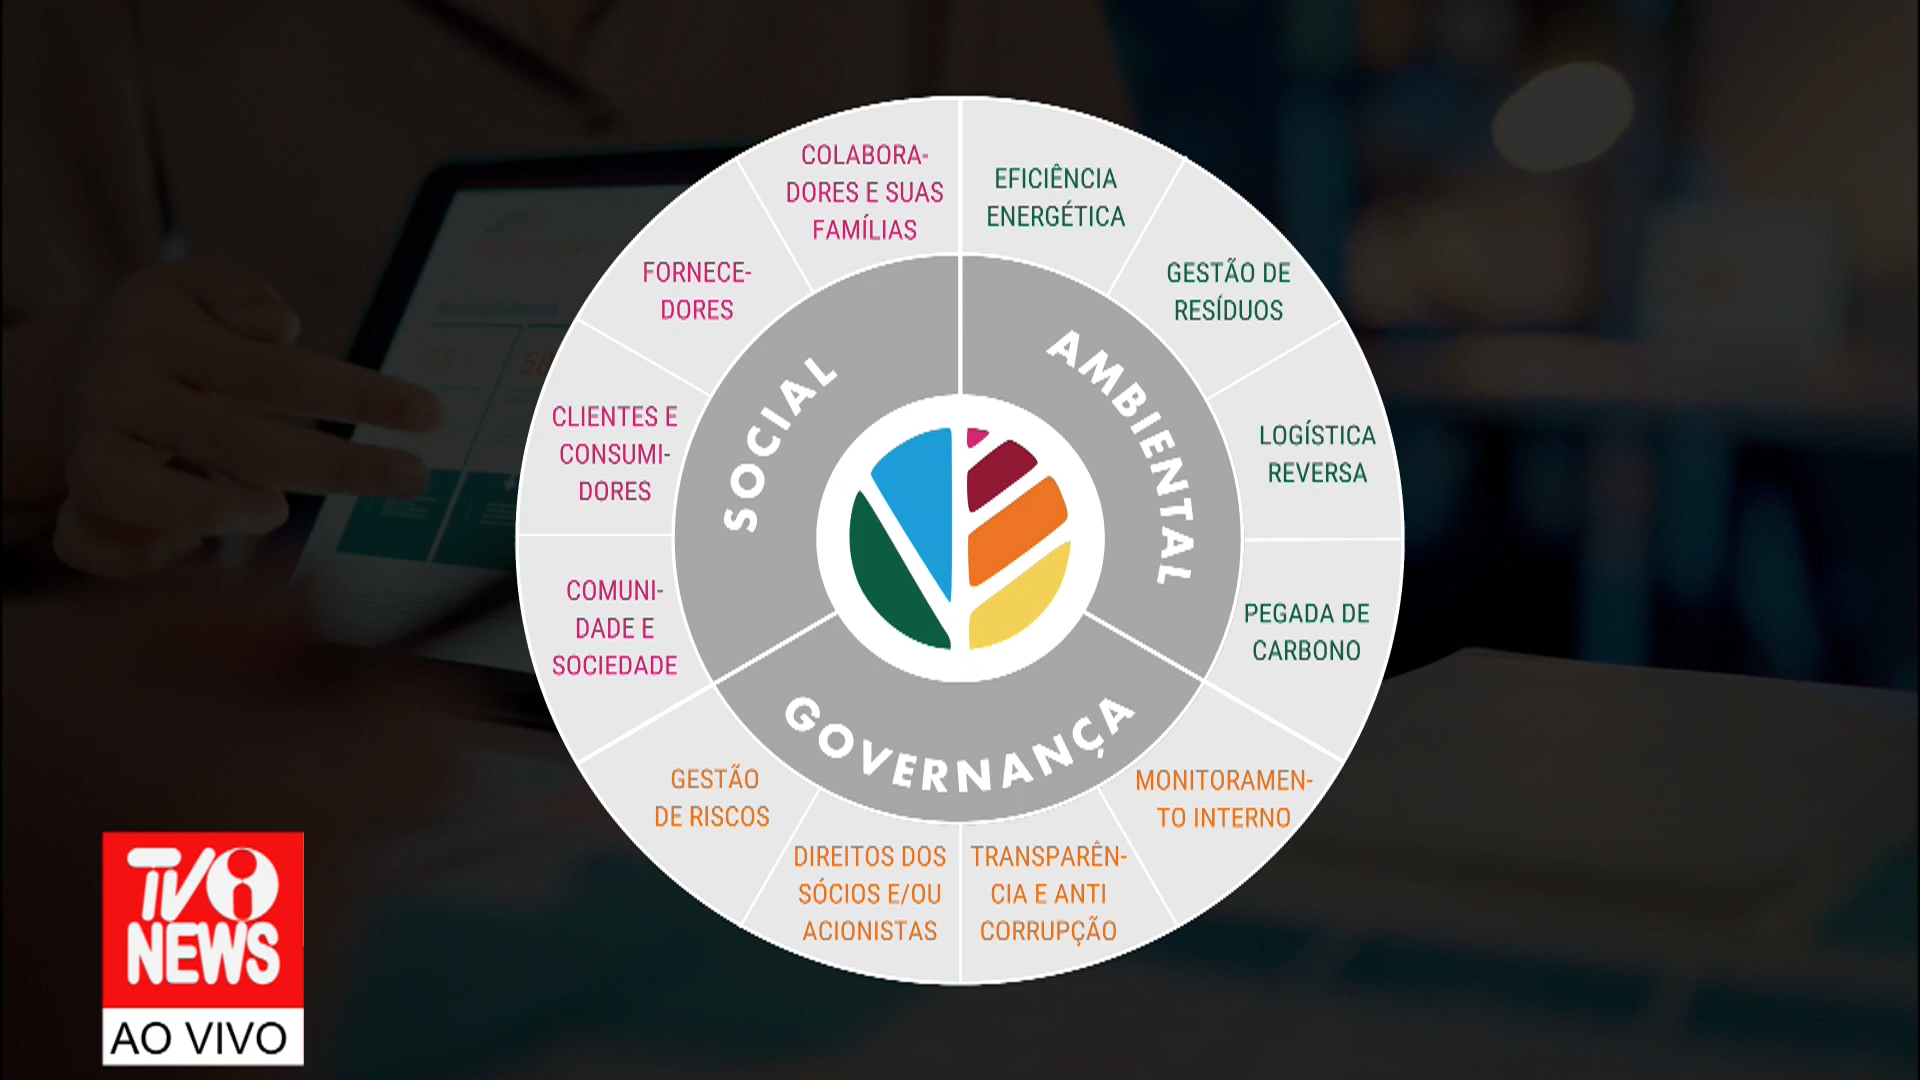 COLABORA-
DORES E SUAS
FAMÍLIAS
EFICIÊNCIA
ENERGÉTICA
FORNECE-
DORES
GESTÃO DE
RESÍDUOS
CLIENTES E
CONSUMI-
DORES
LOGÍSTICA
REVERSA
SOCIAL
AMBIENTAL
GOVERNANÇA
COMUNI-
DADE E
SOCIEDADE
PEGADA DE
CARBONO
GESTÃO
DE RISCOS
MONITORAMEN-
TO INTERNO
DIREITOS DOS
SÓCIOS E/OU
ACIONISTAS
TRANSPARÊN-
CIA E ANTI
CORRUPÇÃO
TVi
NEWS
AO VIVO